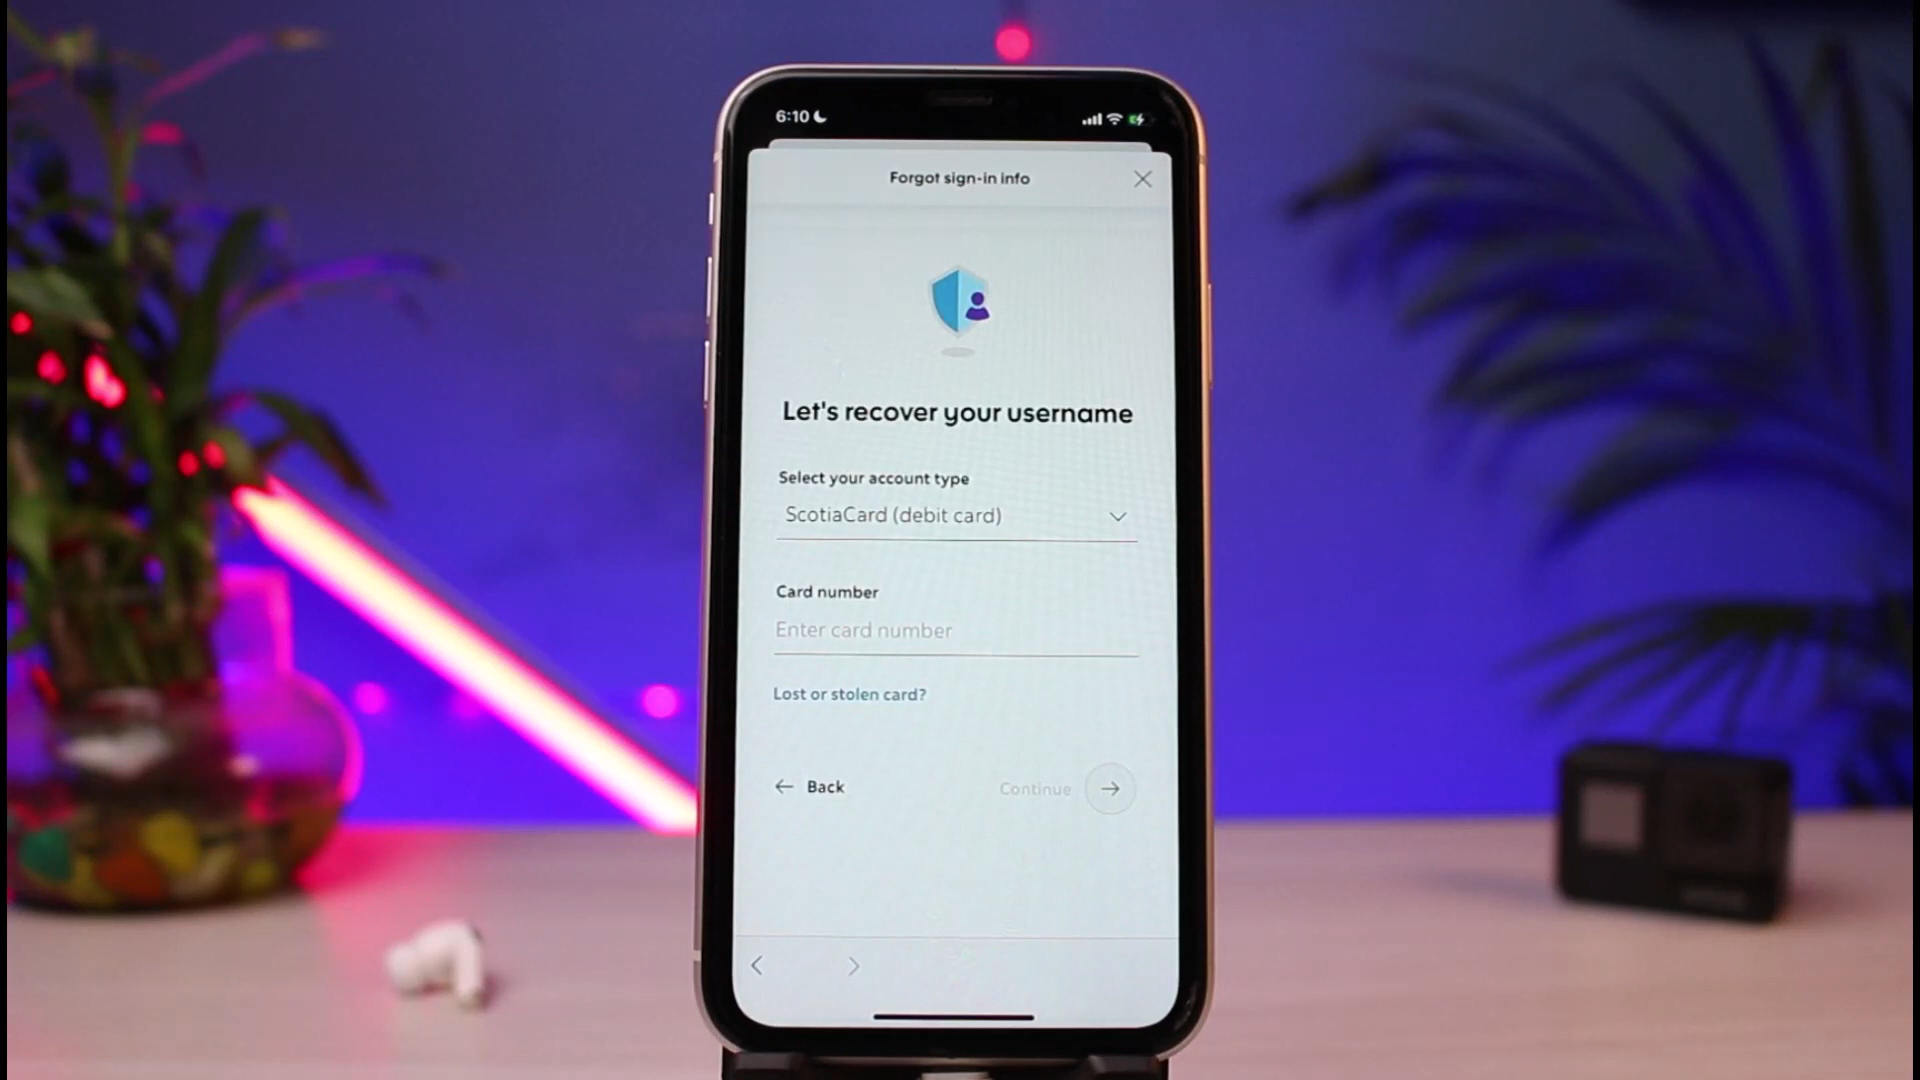 6:10
Forgot sign-in info
Let's recover your username
Select your account type
ScotiaCard (debit card)
Card number
Enter card number
Lost or stolen card?
Back
Continue